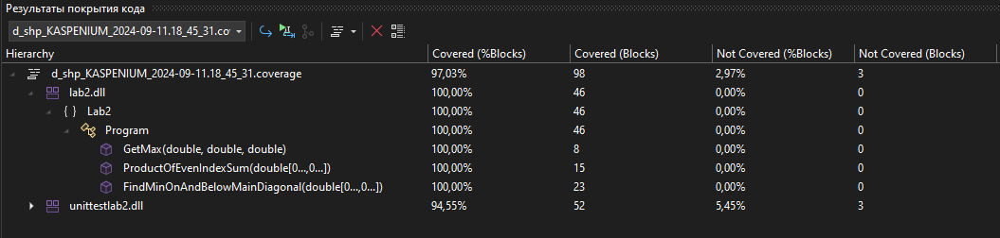 Результаты покрытия кода
d_shp_KASPENIUM_2024-09-11.18_45_31.cov
Hierarchy Covered (%Blocks) Covered (Blocks) Not Covered (%Blocks) Not Covered (Blocks)
d_shp_KASPENIUM_2024-09-11.18_45_31.coverage 97,03% 98 2,97% 3
lab2.dll 100,00% 46 0,00% 0
{ } Lab2 100,00% 46 0,00% 0
Program 100,00% 46 0,00% 0
GetMax(double, double, double) 100,00% 8 0,00% 0
ProductOfEvenIndexSum(double[0...,0...]) 100,00% 15 0,00% 0
FindMinOnAndBelowMainDiagonal(double[0...,0...]) 100,00% 23 0,00% 0
unittestlab2.dll 94,55% 52 5,45% 3